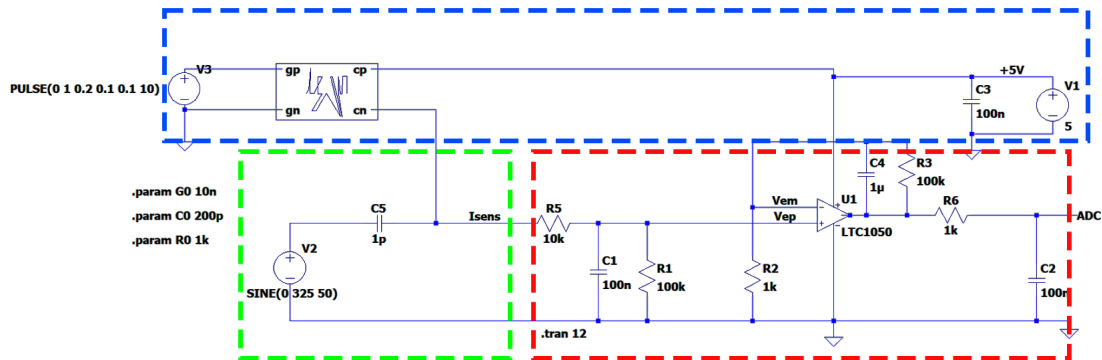 V3
PULSE(0 1 0.2 0.1 0.1 10)
gp
cp
gn
cn
+5V
C3
100n
V1
5
.param G0 10n
.param C0 200p
.param R0 1k
C5
1p
V2
SINE(0 325 50)
Isens
R5
10k
C1
100n
R1
100k
R2
1k
Vem
Vep
U1
LTC1050
C4
1µ
R3
100k
R6
1k
ADC
C2
100n
.tran 12